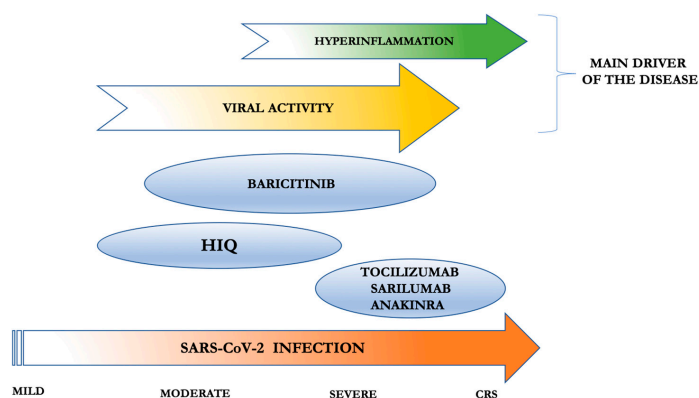 HYPERINFLAMMATION
MAIN DRIVER
OF THE DISEASE
VIRAL ACTIVITY
BARICITINIB
HIQ
TOCILIZUMAB
SARILUMAB
ANAKINRA
SARS-CoV-2 INFECTION
MILD
MODERATE
SEVERE
CRS